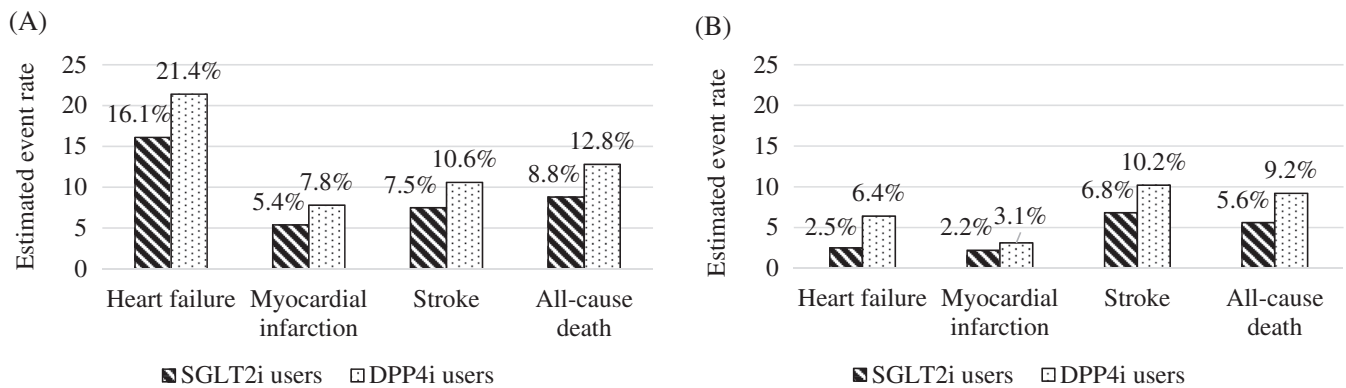 (A)
Estimated event rate
25
20
15
10
5
0
16.1%
21.4%
5.4%
7.8%
7.5%
10.6%
8.8%
12.8%
Heart failure
Myocardial
infarction
Stroke
All-cause
death
SGLT2i users
DPP4i users
(B)
Estimated event rate
25
20
15
10
5
0
2.5%
6.4%
2.2%
3.1%
6.8%
10.2%
5.6%
9.2%
Heart failure
Myocardial
infarction
Stroke
All-cause
death
SGLT2i users
DPP4i users